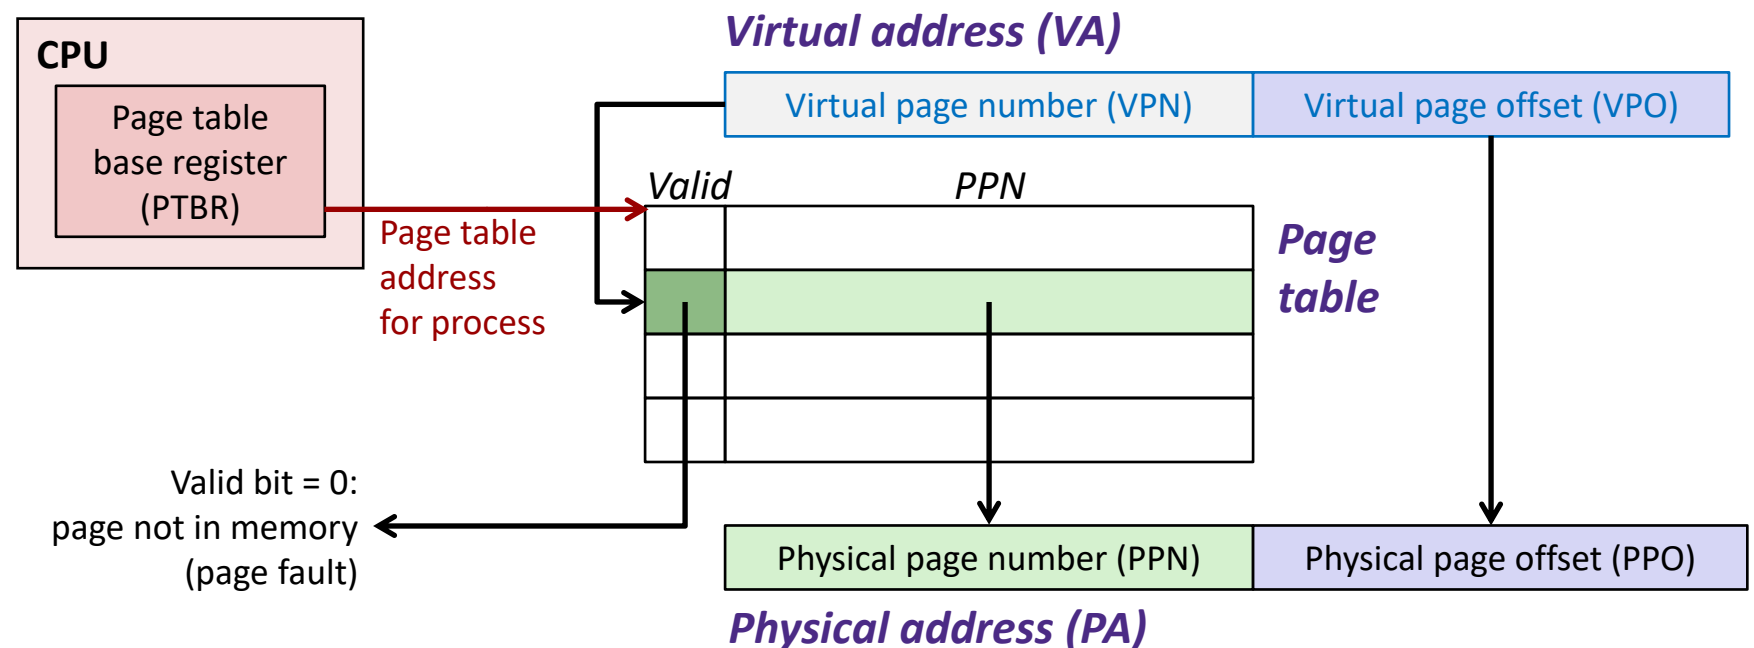 Virtual address (VA)
CPU
Virtual page number (VPN)
Virtual page offset (VPO)
Page table
base register
(PTBR)
Valid
PPN
Page table
address
for process
Page
table
Valid bit = 0:
page not in memory
(page fault)
Physical page number (PPN)
Physical page offset (PPO)
Physical address (PA)